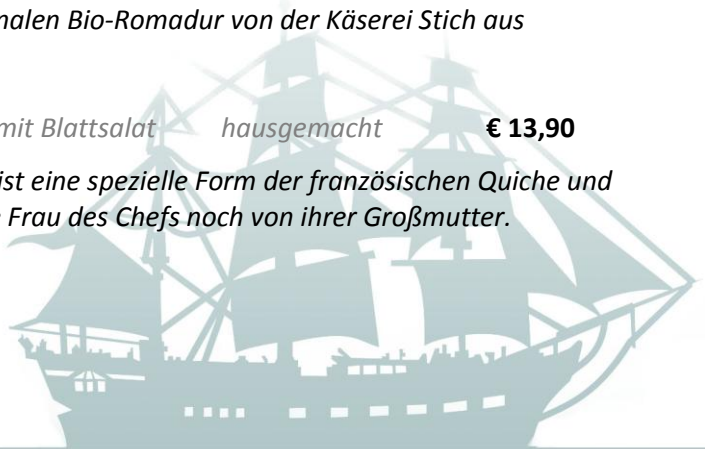 malen Bio-Romadur von der Käserei Stich aus
mit Blattsalat hausgemacht € 13,90
ist eine spezielle Form der französischen Quiche und
Frau des Chefs noch von ihrer Großmutter.